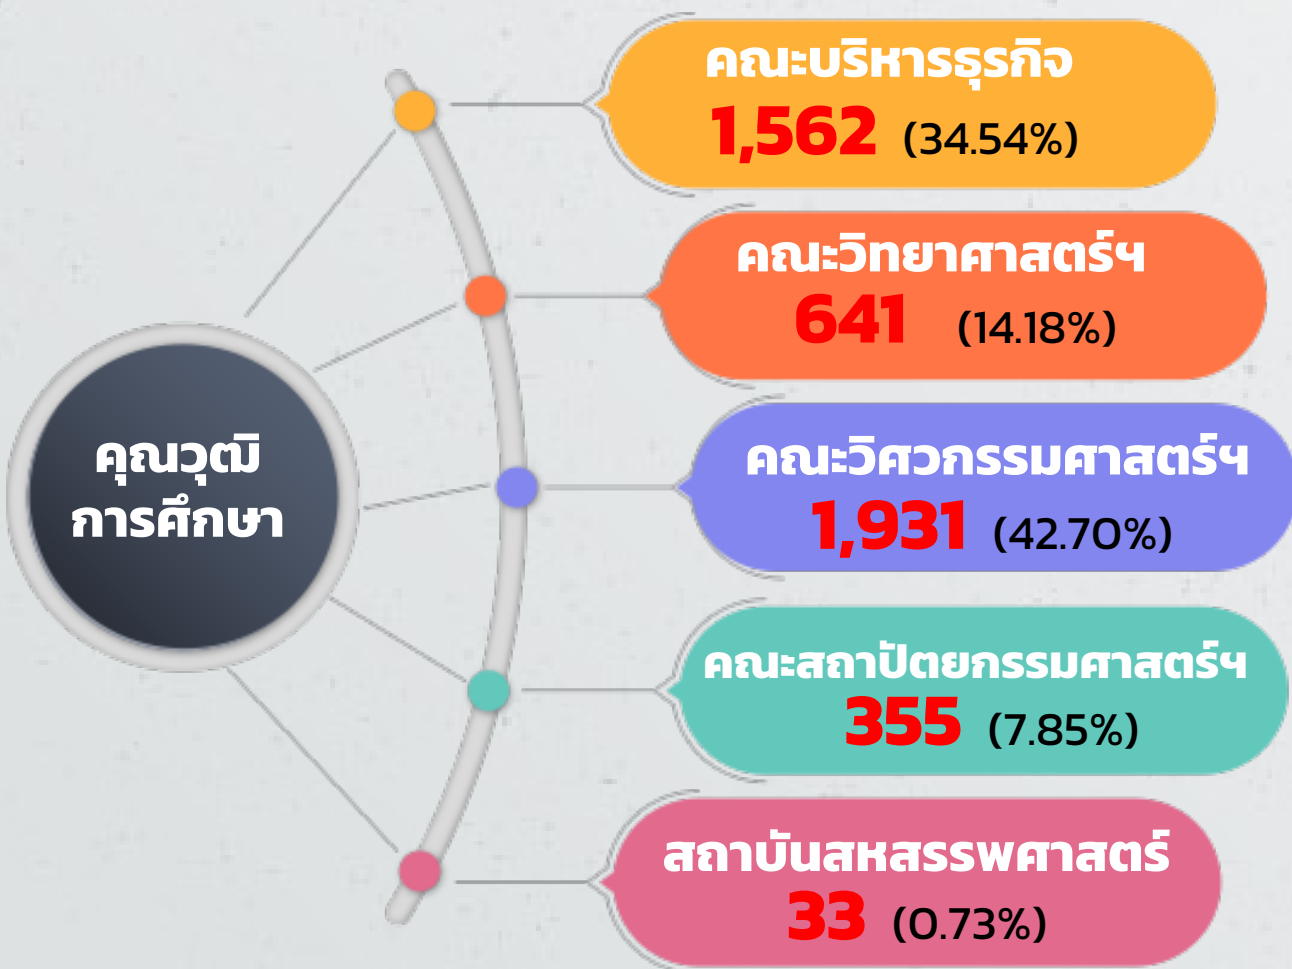 คุณวุฒิ
การศึกษา
คณะบริหารธุรกิจ
1,562 (34.54%)
คณะวิทยาศาสตร์ฯ
641 (14.18%)
คณะวิศวกรรมศาสตร์ฯ
1,931 (42.70%)
คณะสถาปัตยกรรมศาสตร์ฯ
355 (7.85%)
สถาบันสหสรรพศาสตร์
33 (0.73%)